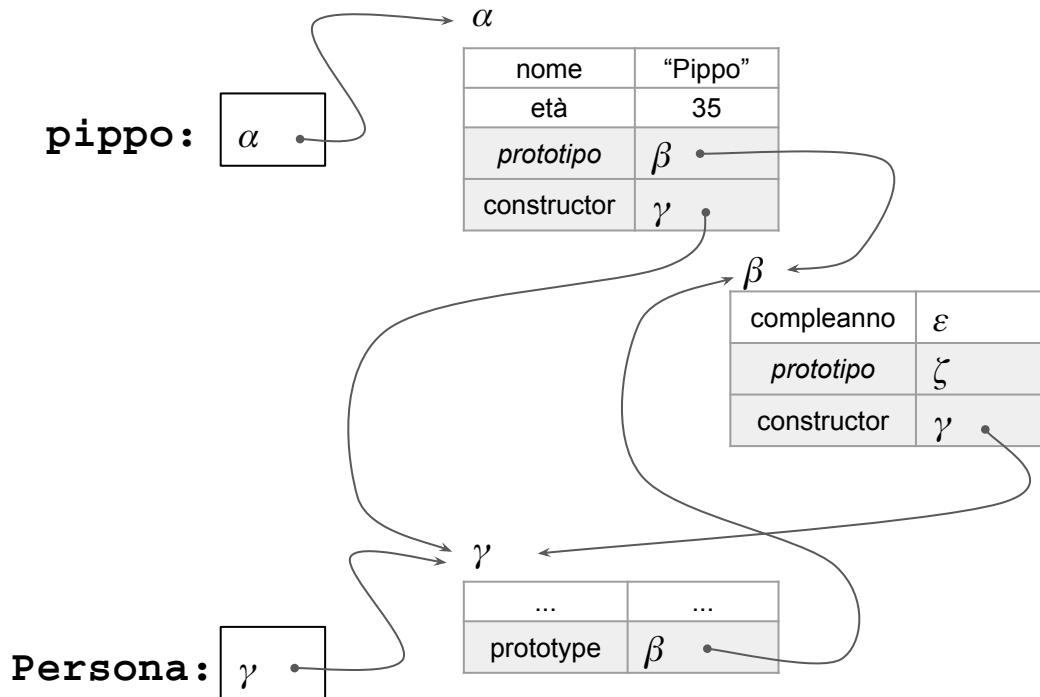 α
nome “Pippo”
età 35
pippo: α
prototipo β
constructor γ
β
compleanno ε
prototipo ζ
constructor γ
γ
... ...
prototype β
Persona: γ